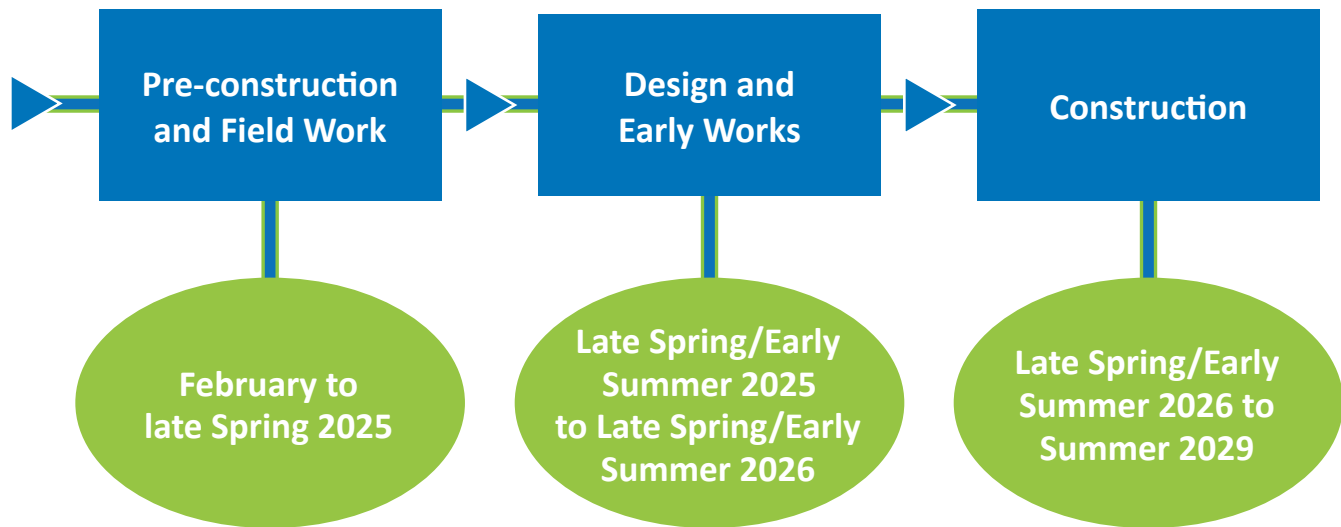 Pre-construction
and Field Work
Design and
Early Works
Construction
February to
late Spring 2025
Late Spring/Early
Summer 2025
to Late Spring/Early
Summer 2026
Late Spring/Early
Summer 2026 to
Summer 2029